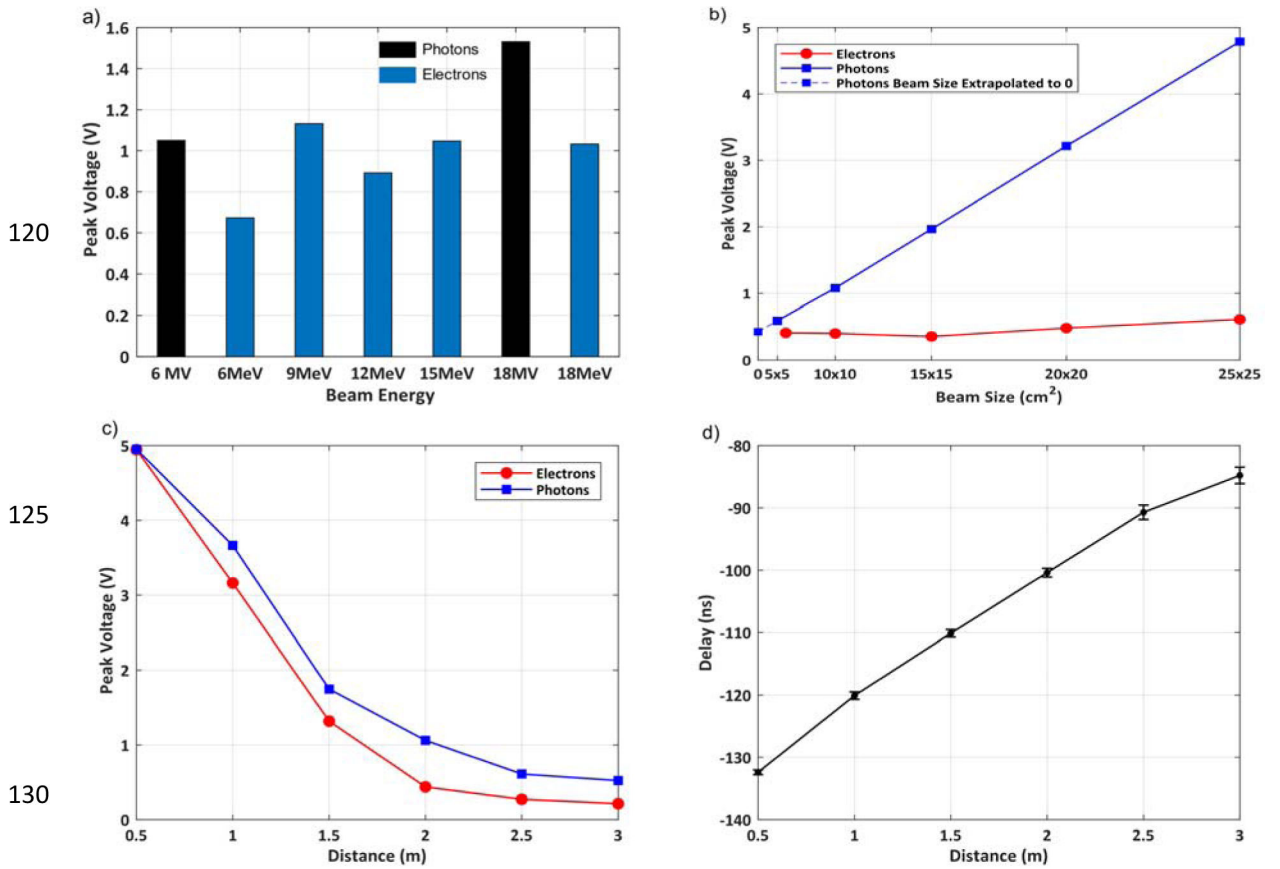 a)
1.6
1.4
1.2
1
0.8
0.6
0.4
0.2
0
Peak Voltage (V)
Photons
Electrons
6 MV 6MeV 9MeV 12MeV 15MeV 18MV 18MeV
Beam Energy
b)
5
4
3
2
1
0
Peak Voltage (V)
Electrons
Photons
Photons Beam Size Extrapolated to 0
0 5x5 10x10 15x15 20x20 25x25
Beam Size (cm²)
120
c)
5
4
3
2
1
0
Peak Voltage (V)
Electrons
Photons
0.5 1 1.5 2 2.5 3
Distance (m)
d)
-80
-90
-100
-110
-120
-130
-140
Delay (ns)
0.5 1 1.5 2 2.5 3
Distance (m)
125
130